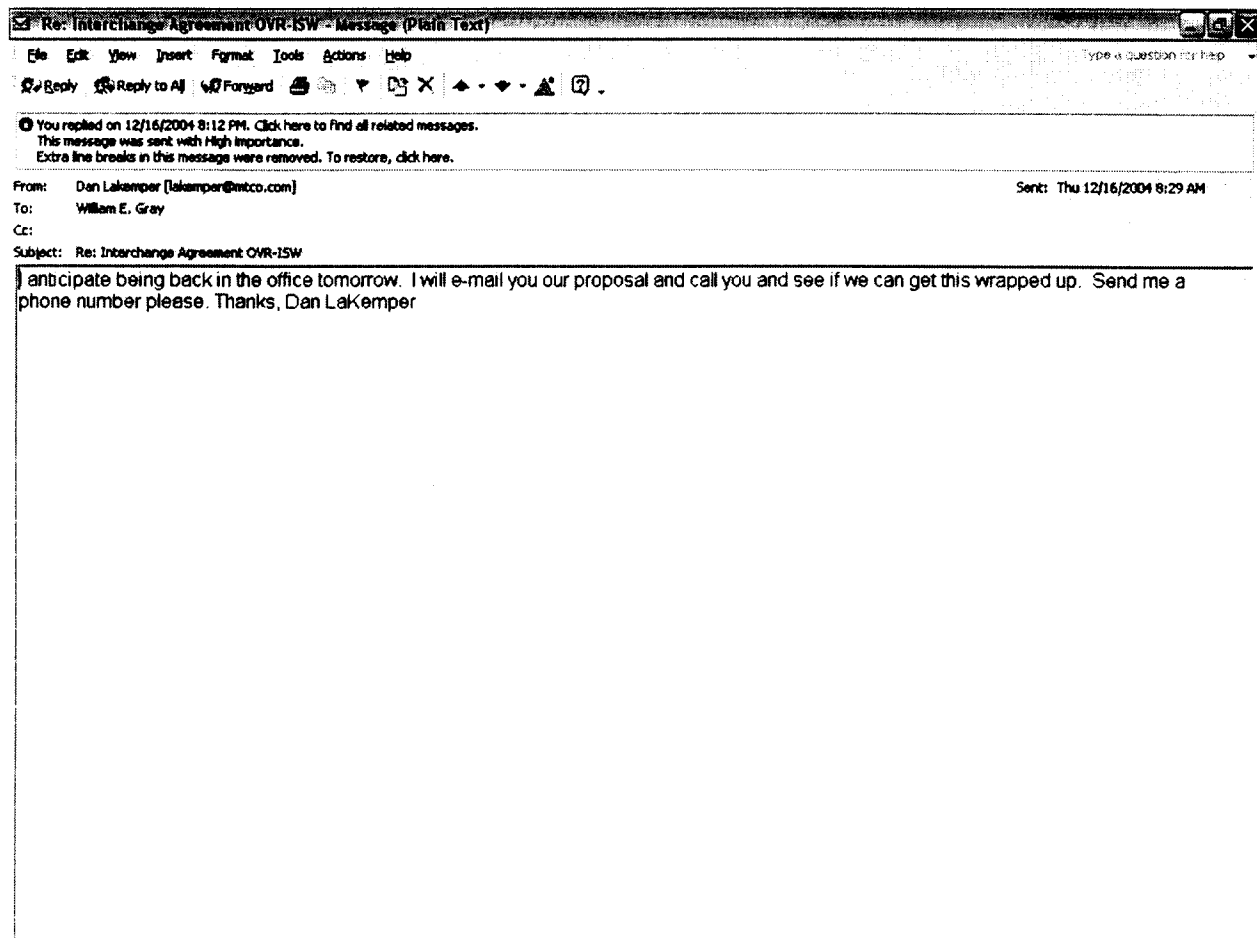 Re: Interchange Agreement OVR-ISW - Message (Plain Text)
File Edit View Insert Format Tools Actions Help Type a question for help
Reply Reply to All Forward
You replied on 12/16/2004 8:12 PM. Click here to find all related messages.
This message was sent with High importance.
Extra line breaks in this message were removed. To restore, click here.
From: Dan Lakemper [lakemper@mtco.com] Sent: Thu 12/16/2004 8:29 AM
To: William E. Gray
Cc:
Subject: Re: Interchange Agreement OVR-ISW
I anticipate being back in the office tomorrow. I will e-mail you our proposal and call you and see if we can get this wrapped up. Send me a
phone number please. Thanks, Dan LaKemper